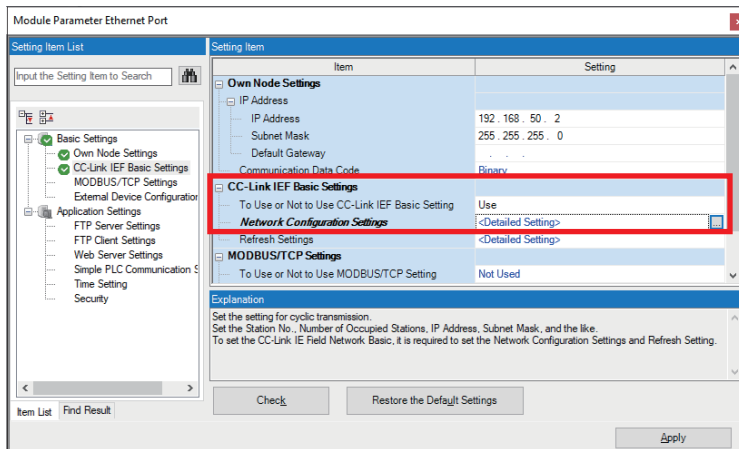 Module Parameter Ethernet Port
Setting Item List
Input the Setting Item to Search
Basic Settings
Own Node Settings
CC-Link IEF Basic Settings
MODBUS/TCP Settings
External Device Configuration
Application Settings
FTP Server Settings
FTP Client Settings
Web Server Settings
Simple PLC Communication S
Time Setting
Security
Item List Find Result
Setting Item
Item Setting
Own Node Settings
IP Address
IP Address 192 . 168 . 50 . 2
Subnet Mask 255 . 255 . 255 . 0
Default Gateway . . .
Communication Data Code Binary
CC-Link IEF Basic Settings
To Use or Not to Use CC-Link IEF Basic Setting Use
Network Configuration Settings <Detailed Setting> ...
Refresh Settings <Detailed Setting>
MODBUS/TCP Settings
To Use or Not to Use MODBUS/TCP Setting Not Used
Explanation
Set the setting for cyclic transmission.
Set the Station No., Number of Occupied Stations, IP Address, Subnet Mask, and the like.
To set the CC-Link IE Field Network Basic, it is required to set the Network Configuration Settings and Refresh Setting.
Check Restore the Default Settings
Apply